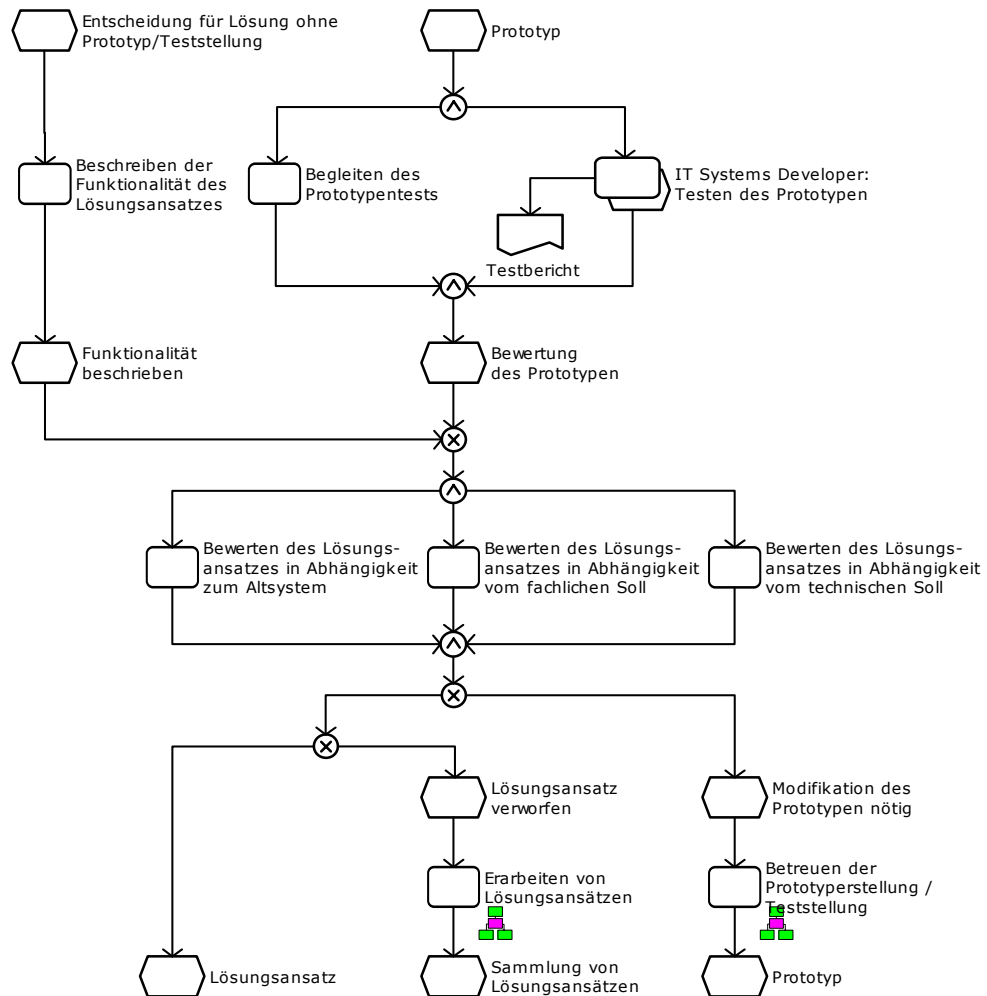 Entscheidung für Lösung ohne
Prototyp/Teststellung
Prototyp
Beschreiben der
Funktionalität des
Lösungsansatzes
Begleiten des
Prototypentests
IT Systems Developer:
Testen des Prototypen
Testbericht
Funktionalität
beschrieben
Bewertung
des Prototypen
Bewerten des Lösungs-
ansatzes in Abhängigkeit
zum Altsystem
Bewerten des Lösungs-
ansatzes in Abhängigkeit
vom fachlichen Soll
Bewerten des Lösungs-
ansatzes in Abhängigkeit
vom technischen Soll
Lösungsansatz
verworfen
Modifikation des
Prototypen nötig
Erarbeiten von
Lösungsansätzen
Betreuen der
Prototyperstellung /
Teststellung
Lösungsansatz
Sammlung von
Lösungsansätzen
Prototyp